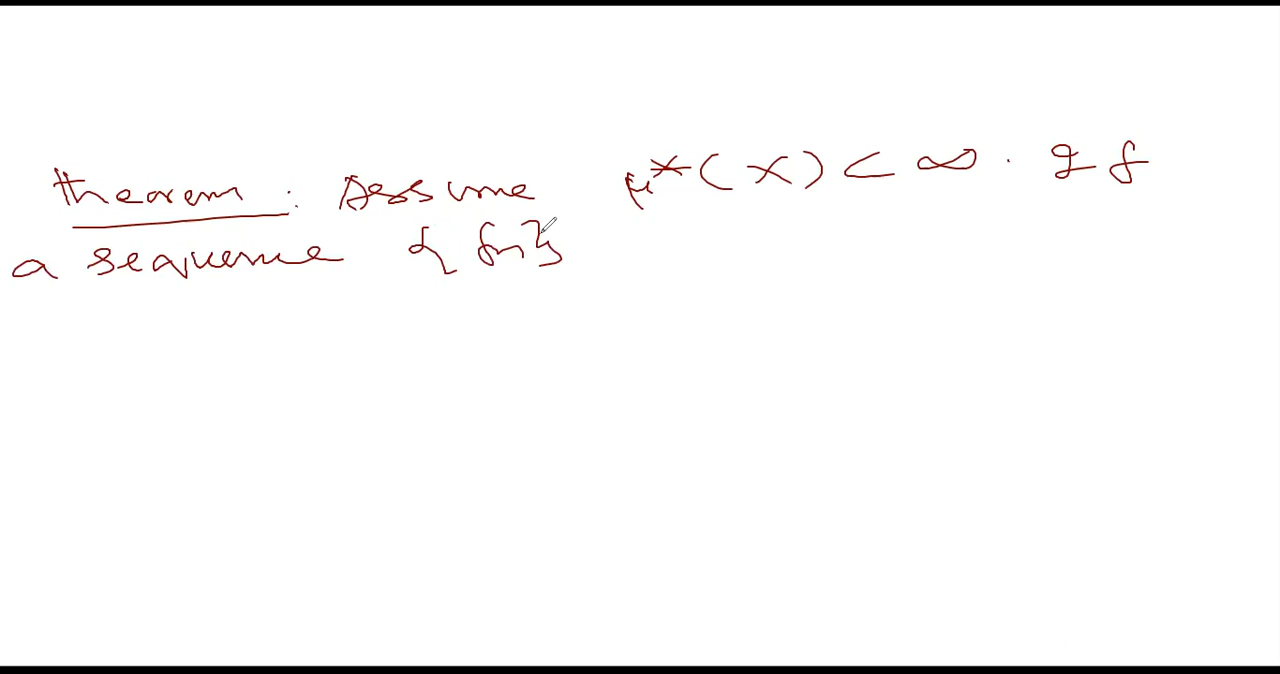 theorem : Assume μ*(X) < ∞ . If
a sequence {fn}